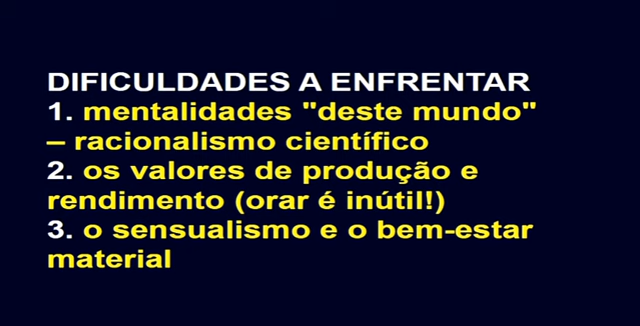 DIFICULDADES A ENFRENTAR
1. mentalidades "deste mundo"
– racionalismo científico
2. os valores de produção e
rendimento (orar é inútil!)
3. o sensualismo e o bem-estar
material